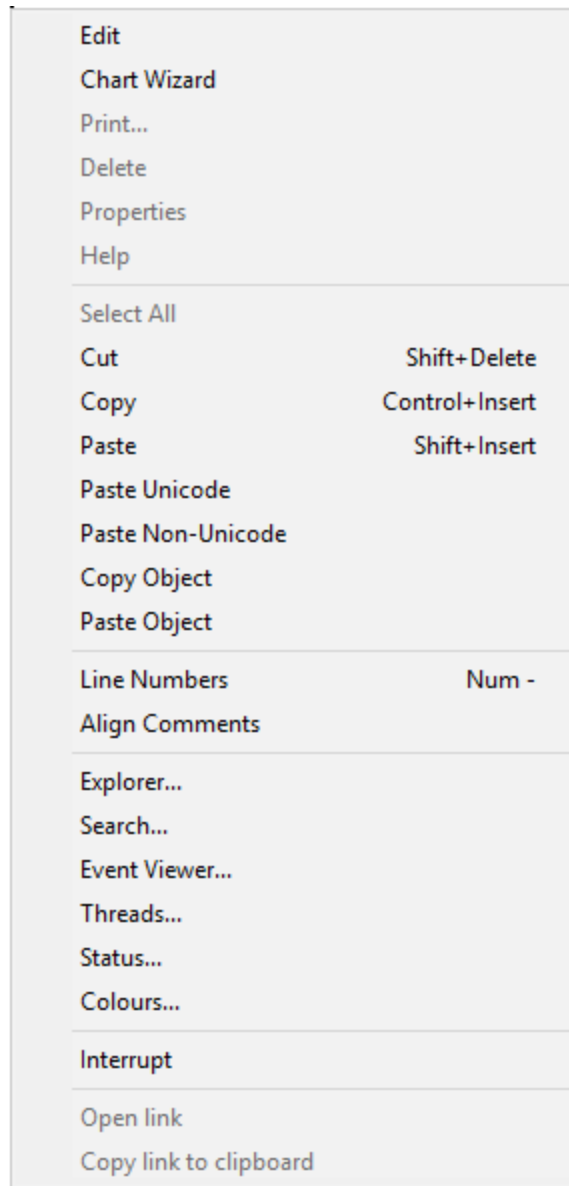 Edit
Chart Wizard
Print...
Delete
Properties
Help
Select All
Cut Shift+Delete
Copy Control+Insert
Paste Shift+Insert
Paste Unicode
Paste Non-Unicode
Copy Object
Paste Object
Line Numbers Num -
Align Comments
Explorer...
Search...
Event Viewer...
Threads...
Status...
Colours...
Interrupt
Open link
Copy link to clipboard